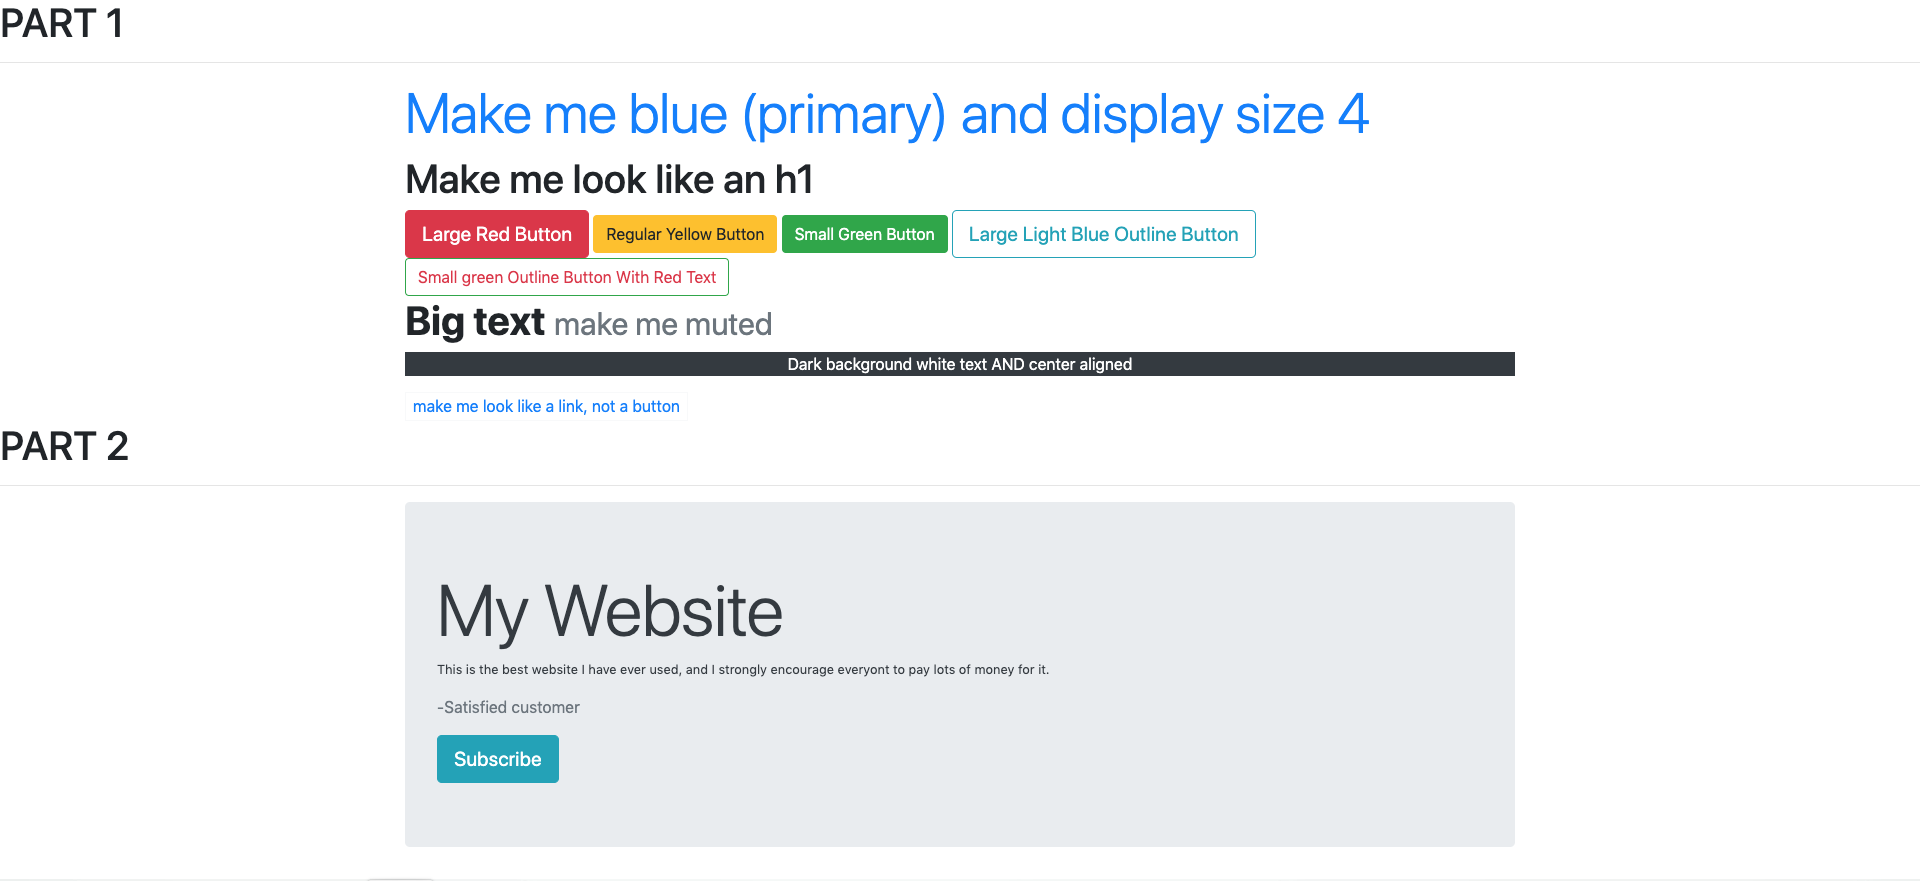 PART 1
Make me blue (primary) and display size 4
Make me look like an h1
Large Red Button Regular Yellow Button Small Green Button Large Light Blue Outline Button
Small green Outline Button With Red Text
Big text make me muted
Dark background white text AND center aligned
make me look like a link, not a button
PART 2
My Website
This is the best website I have ever used, and I strongly encourage everyont to pay lots of money for it.
-Satisfied customer
Subscribe